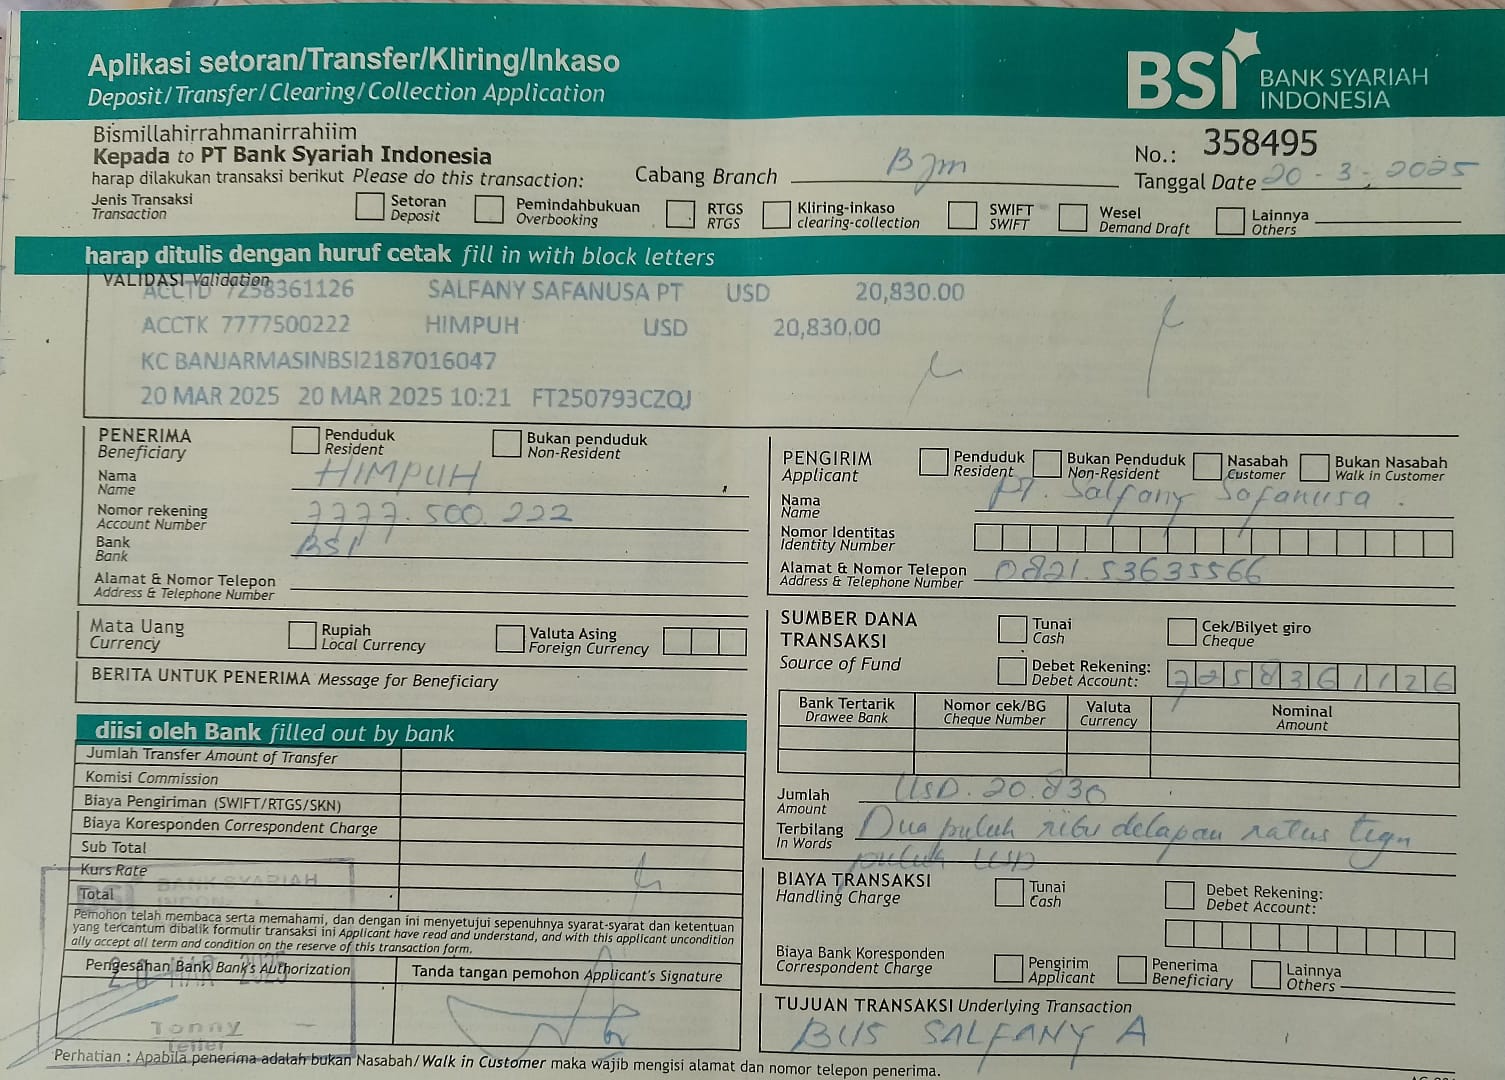 Aplikasi setoran/Transfer/Kliring/Inkaso
Deposit/Transfer/Clearing/Collection Application
BSI BANK SYARIAH
INDONESIA
Bismillahirrahmanirrahiim
Kepada to PT Bank Syariah Indonesia
harap dilakukan transaksi berikut Please do this transaction:
Cabang Branch Bjm
No.: 358495
Tanggal Date 20 - 3 - 2025
Jenis Transaksi
Transaction
Setoran
Deposit
Pemindahbukuan
Overbooking
RTGS
RTGS
Kliring-inkaso
clearing-collection
SWIFT
SWIFT
Wesel
Demand Draft
Lainnya
Others
harap ditulis dengan huruf cetak fill in with block letters
VALIDASI Validation
ACCTD 7258361126 SALFANY SAFANUSA PT USD 20,830.00
ACCTK 7777500222 HIMPUH USD 20,830,00
KC BANJARMASINBSI2187016047
20 MAR 2025 20 MAR 2025 10:21 FT250793CZQJ
PENERIMA
Beneficiary
Penduduk
Resident
Bukan penduduk
Non-Resident
Nama
Name
HIMPUH
Nomor rekening
Account Number
7777.500.222
Bank
Bank
BSI
Alamat & Nomor Telepon
Address & Telephone Number
Mata Uang
Currency
Rupiah
Local Currency
Valuta Asing
Foreign Currency
BERITA UNTUK PENERIMA Message for Beneficiary
diisi oleh Bank filled out by bank
Jumlah Transfer Amount of Transfer
Komisi Commission
Biaya Pengiriman (SWIFT/RTGS/SKN)
Biaya Koresponden Correspondent Charge
Sub Total
Kurs Rate
Total
BSI BANK SYARIAH
Pemohon telah membaca serta memahami, dan dengan ini menyetujui sepenuhnya syarat-syarat dan ketentuan
yang tercantum dibalik formulir transaksi ini Applicant have read and understand, and with this applicant uncondition
ally accept all term and condition on the reserve of this transaction form.
Pengesahan Bank Bank's Authorization
20 MAR 2025
Tonny
Teller
Tanda tangan pemohon Applicant's Signature
PENGIRIM
Applicant
Penduduk
Resident
Bukan Penduduk
Non-Resident
Nasabah
Customer
Bukan Nasabah
Walk in Customer
Nama
Name
PT. Salfany Safanusa.
Nomor Identitas
Identity Number
Alamat & Nomor Telepon
Address & Telephone Number
0821.53635566
SUMBER DANA
TRANSAKSI
Source of Fund
Tunai
Cash
Cek/Bilyet giro
Cheque
Debet Rekening:
Debet Account:
7258361126
Bank Tertarik
Drawee Bank
Nomor cek/BG
Cheque Number
Valuta
Currency
Nominal
Amount
Jumlah
Amount
USD. 20.830
Terbilang
In Words
Dua puluh ribu delapan ratus tiga
puluh USD
BIAYA TRANSAKSI
Handling Charge
Tunai
Cash
Debet Rekening:
Debet Account:
Biaya Bank Koresponden
Correspondent Charge
Pengirim
Applicant
Penerima
Beneficiary
Lainnya
Others
TUJUAN TRANSAKSI Underlying Transaction
BUS SALFANY A
Perhatian : Apabila penerima adalah bukan Nasabah/Walk in Customer maka wajib mengisi alamat dan nomor telepon penerima.